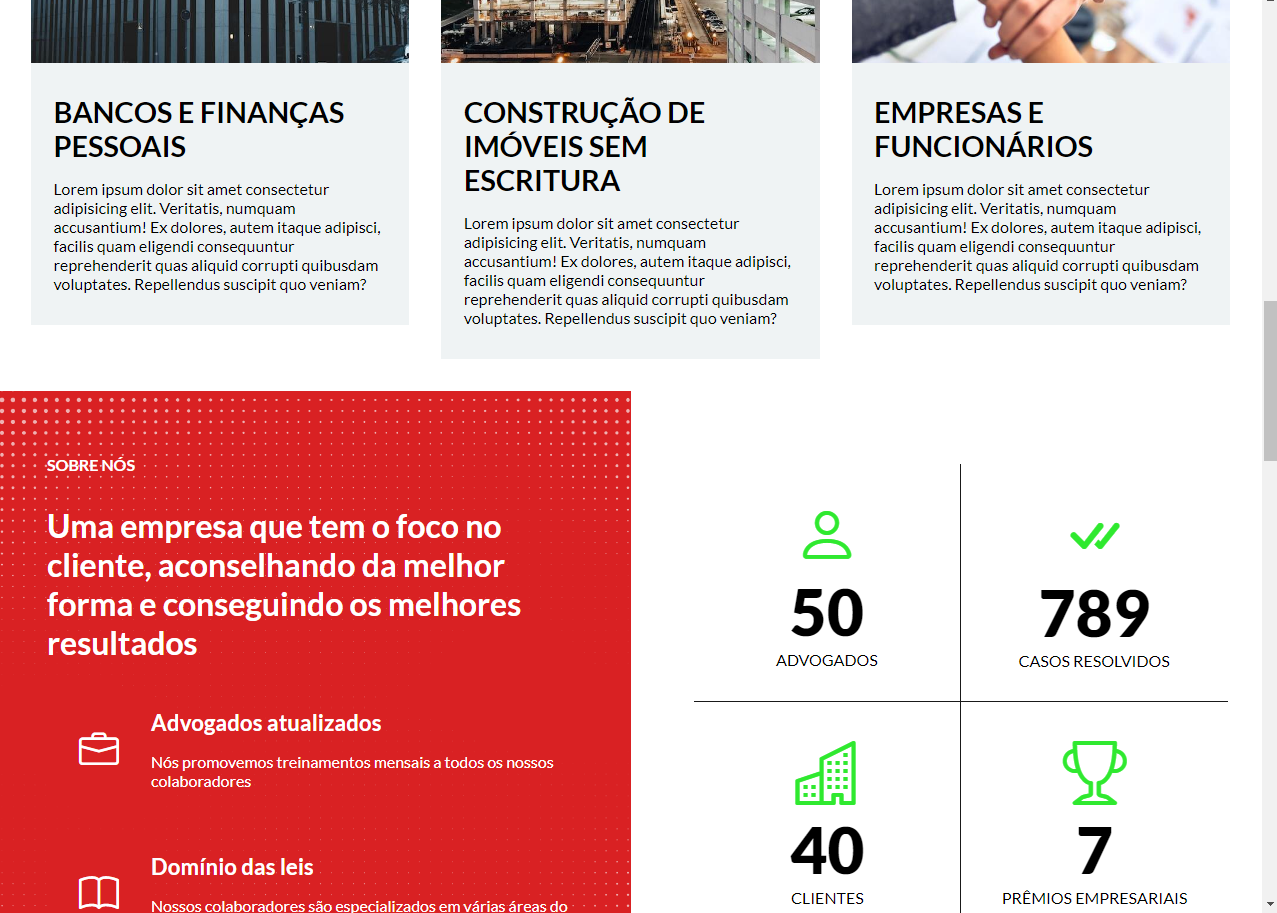 BANCOS E FINANÇAS
PESSOAIS
Lorem ipsum dolor sit amet consectetur
adipisicing elit. Veritatis, numquam
accusantium! Ex dolores, autem itaque adipisci,
facilis quam eligendi consequuntur
reprehenderit quas aliquid corrupti quibusdam
voluptates. Repellendus suscipit quo veniam?
CONSTRUÇÃO DE
IMÓVEIS SEM
ESCRITURA
Lorem ipsum dolor sit amet consectetur
adipisicing elit. Veritatis, numquam
accusantium! Ex dolores, autem itaque adipisci,
facilis quam eligendi consequuntur
reprehenderit quas aliquid corrupti quibusdam
voluptates. Repellendus suscipit quo veniam?
EMPRESAS E
FUNCIONÁRIOS
Lorem ipsum dolor sit amet consectetur
adipisicing elit. Veritatis, numquam
accusantium! Ex dolores, autem itaque adipisci,
facilis quam eligendi consequuntur
reprehenderit quas aliquid corrupti quibusdam
voluptates. Repellendus suscipit quo veniam?
SOBRE NÓS
Uma empresa que tem o foco no
cliente, aconselhando da melhor
forma e conseguindo os melhores
resultados
Advogados atualizados
Nós promovemos treinamentos mensais a todos os nossos
colaboradores
Domínio das leis
Nossos colaboradores são especializados em várias áreas do
50
ADVOGADOS
789
CASOS RESOLVIDOS
40
CLIENTES
7
PRÊMIOS EMPRESARIAIS